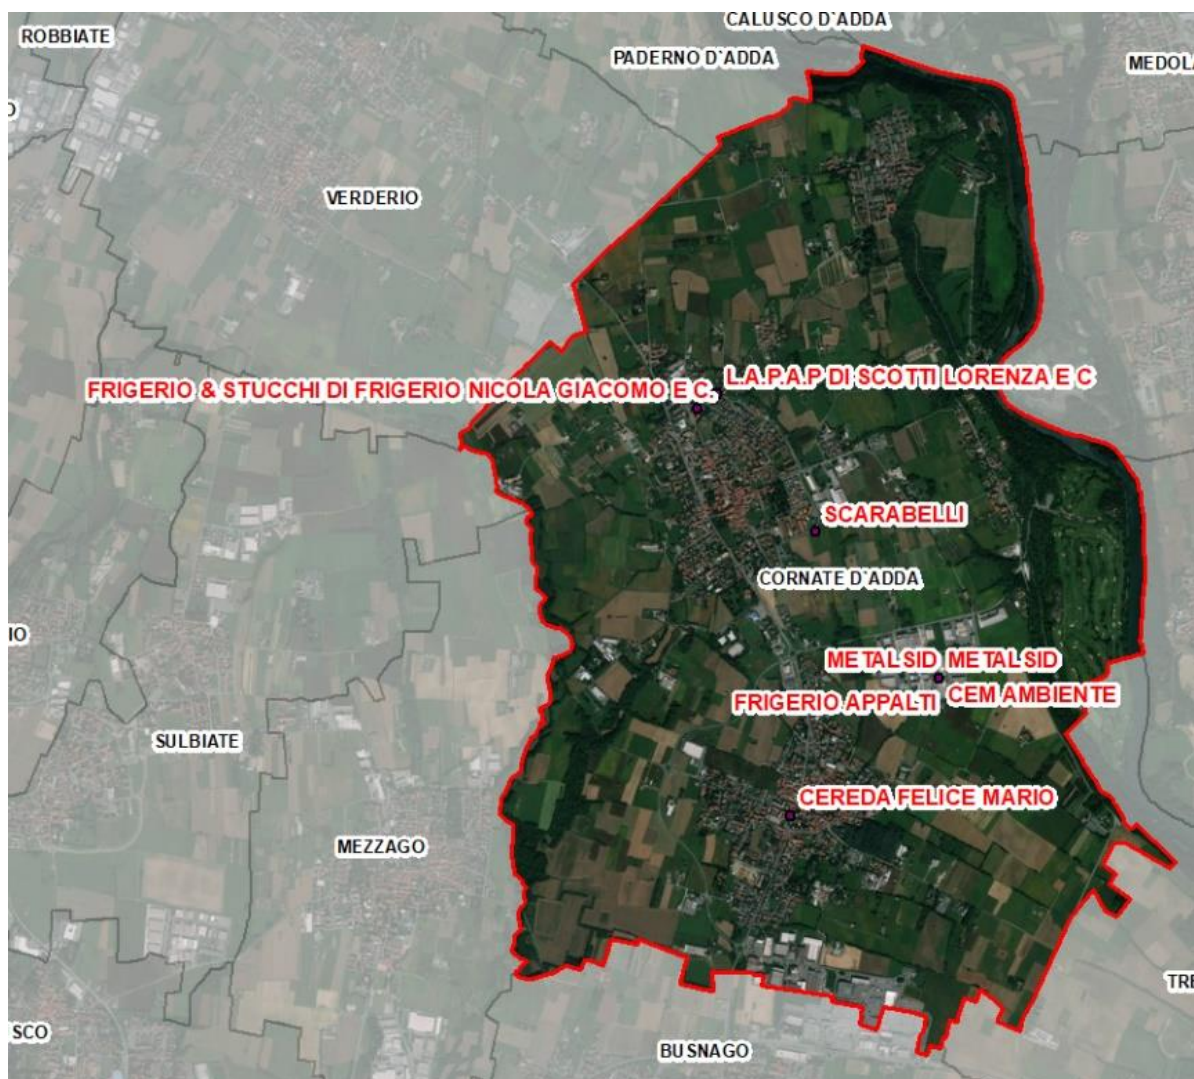 CALUSCO D`ADDA
ROBBIATE
PADERNO D`ADDA
MEDOLA
O
VERDERIO
FRIGERIO & STUCCHI DI FRIGERIO NICOLA GIACOMO E C.
L.A.P.A.P DI SCOTTI LORENZA E C
SCARABELLI
CORNATE D`ADDA
IO
METALSID METALSID
FRIGERIO APPALTI
CEM AMBIENTE
SULBIATE
CEREDA FELICE MARIO
MEZZAGO
TRE
SCO
BUSNAGO